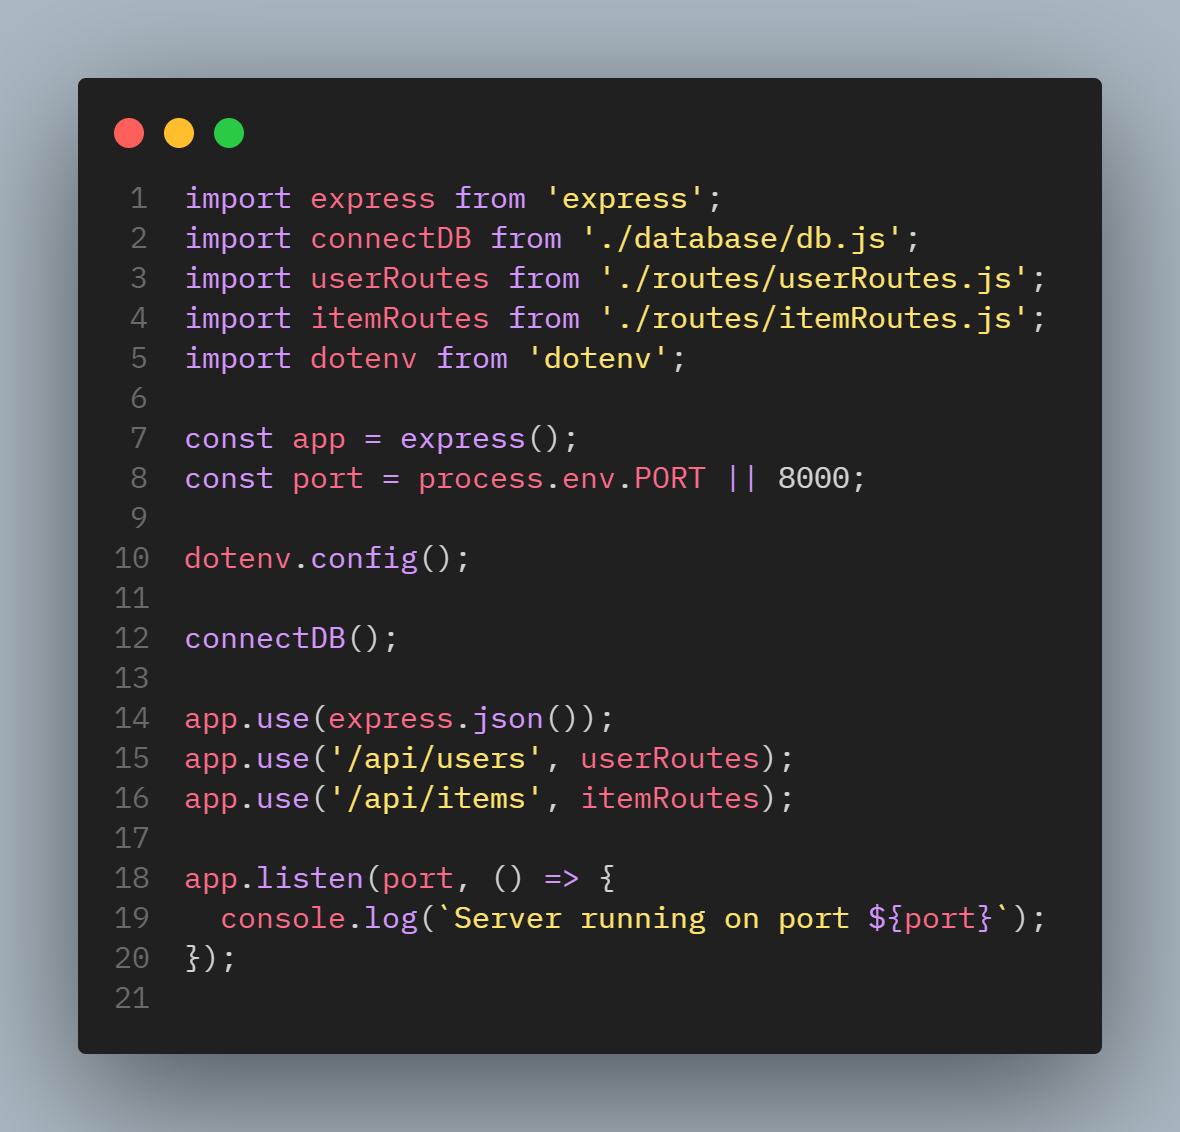 1 import express from 'express';
2 import connectDB from './database/db.js';
3 import userRoutes from './routes/userRoutes.js';
4 import itemRoutes from './routes/itemRoutes.js';
5 import dotenv from 'dotenv';
6
7 const app = express();
8 const port = process.env.PORT || 8000;
9
10 dotenv.config();
11
12 connectDB();
13
14 app.use(express.json());
15 app.use('/api/users', userRoutes);
16 app.use('/api/items', itemRoutes);
17
18 app.listen(port, () => {
19   console.log(`Server running on port ${port}`);
20 });
21